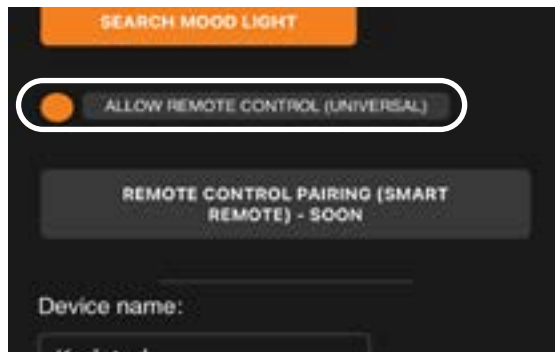 SEARCH MOOD LIGHT
ALLOW REMOTE CONTROL (UNIVERSAL)
REMOTE CONTROL PAIRING (SMART
REMOTE) - SOON
Device name: